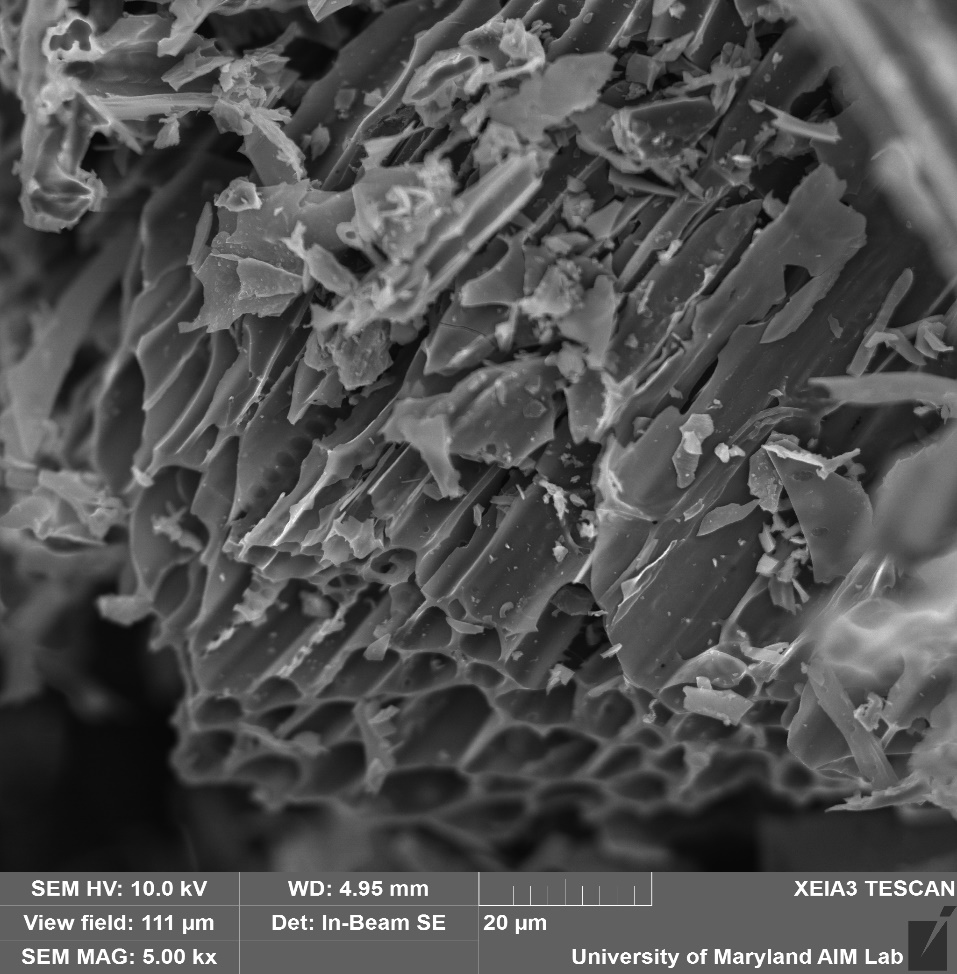 SEM HV: 10.0 kV
WD: 4.95 mm
XEIA3 TESCAN
View field: 111 µm
Det: In-Beam SE
20 µm
SEM MAG: 5.00 kx
University of Maryland AIM Lab